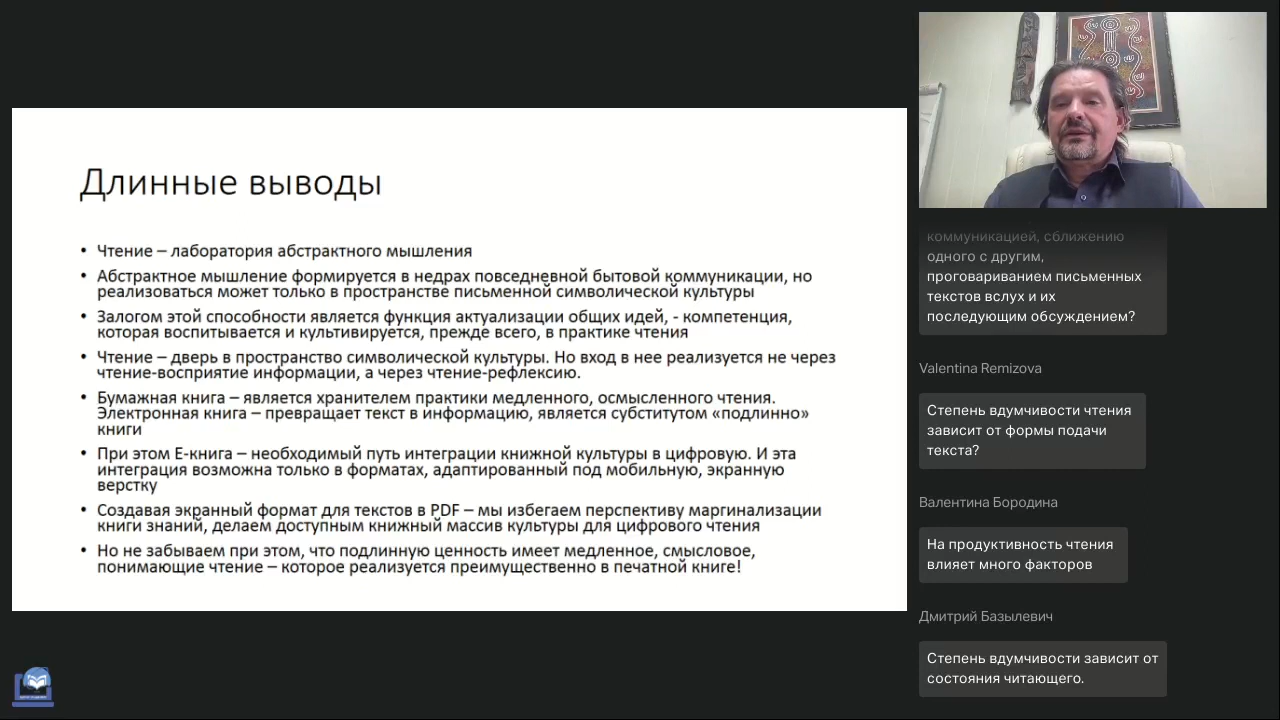 Длинные выводы
• Чтение – лаборатория абстрактного мышления
• Абстрактное мышление формируется в недрах повседневной бытовой коммуникации, но
реализоваться может только в пространстве письменной символической культуры
• Залогом этой способности является функция актуализации общих идей, - компетенция,
которая воспитывается и культивируется, прежде всего, в практике чтения
• Чтение – дверь в пространство символической культуры. Но вход в нее реализуется не через
чтение-восприятие информации, а через чтение-рефлексию.
• Бумажная книга – является хранителем практики медленного, осмысленного чтения.
Электронная книга – превращает текст в информацию, является субститутом «подлинно»
книги
• При этом Е-книга – необходимый путь интеграции книжной культуры в цифровую. И эта
интеграция возможна только в форматах, адаптированный под мобильную, экранную
верстку
• Создавая экранный формат для текстов в PDF – мы избегаем перспективу маргинализации
книги знаний, делаем доступным книжный массив культуры для цифрового чтения
• Но не забываем при этом, что подлинную ценность имеет медленное, смысловое,
понимающие чтение – которое реализуется преимущественно в печатной книге!
коммуникацией, сближению
одного с другим,
проговариванием письменных
текстов вслух и их
последующим обсуждением?
Valentina Remizova
Степень вдумчивости чтения
зависит от формы подачи
текста?
Валентина Бородина
На продуктивность чтения
влияет много факторов
Дмитрий Базылевич
Степень вдумчивости зависит от
состояния читающего.